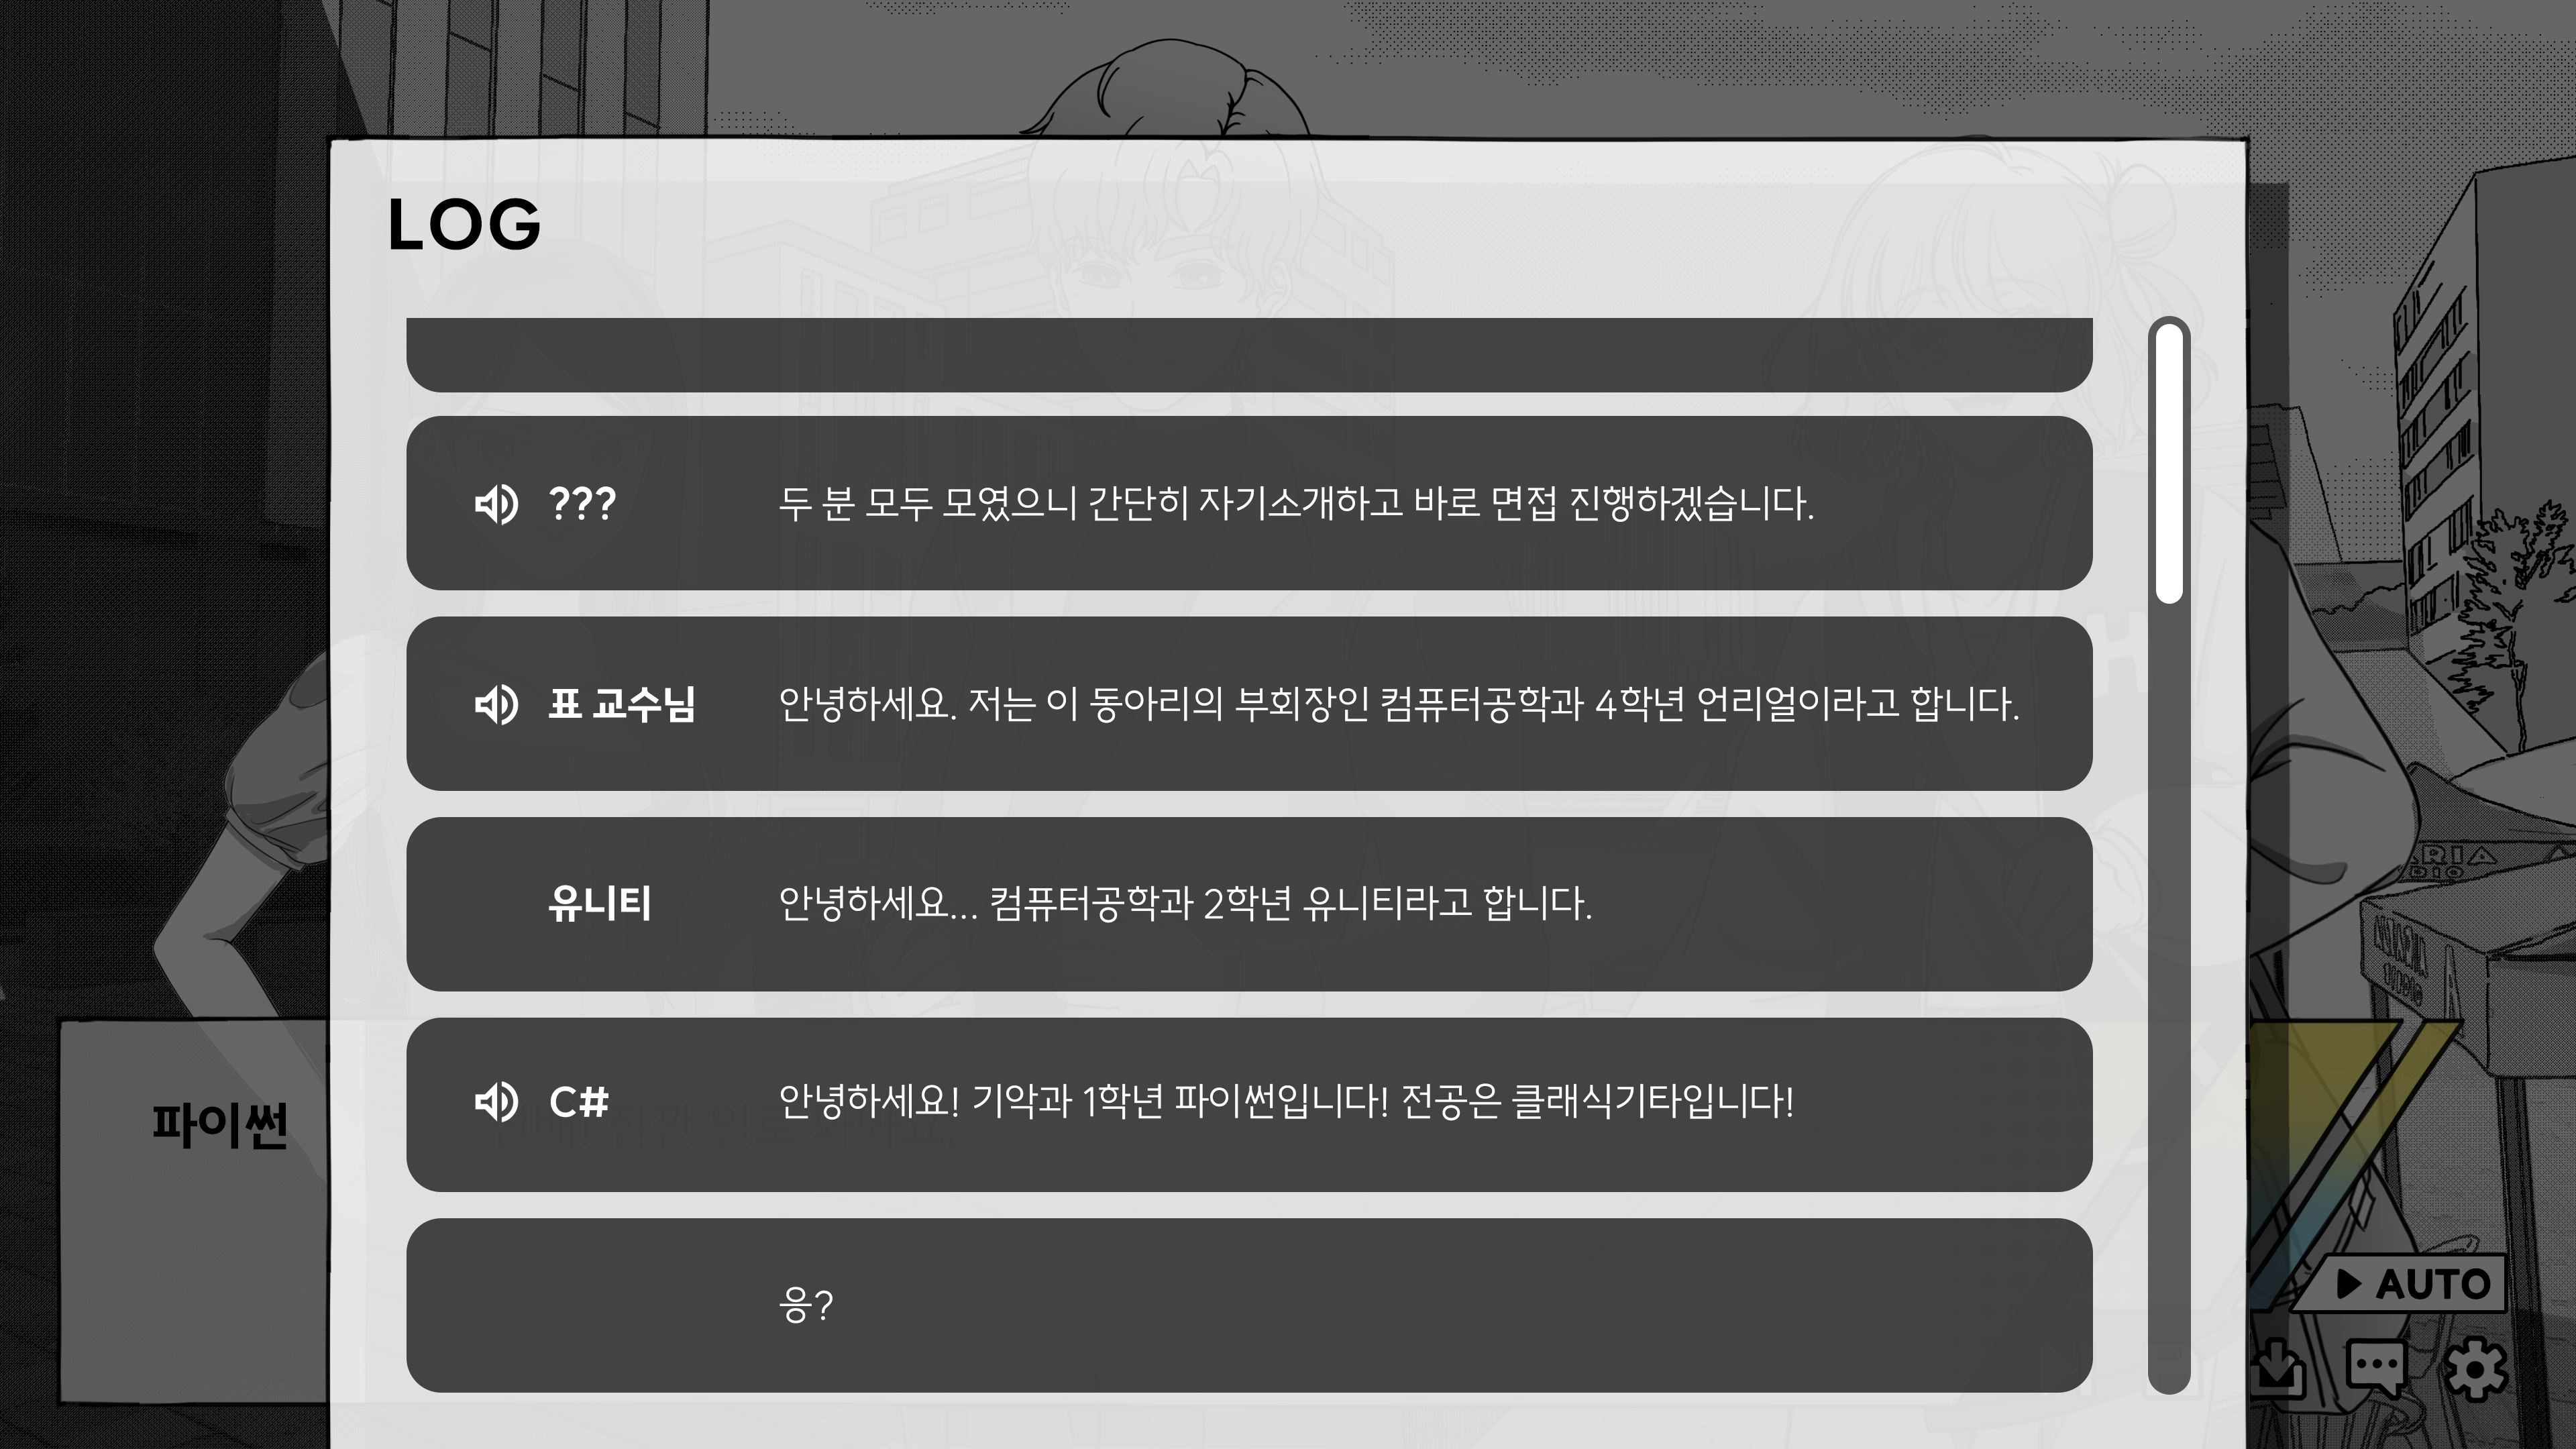 LOG
???
두 분 모두 모였으니 간단히 자기소개하고 바로 면접 진행하겠습니다.
표 교수님
안녕하세요. 저는 이 동아리의 부회장인 컴퓨터공학과 4학년 언리얼이라고 합니다.
유니티
안녕하세요... 컴퓨터공학과 2학년 유니티라고 합니다.
C#
안녕하세요! 기악과 1학년 파이썬입니다! 전공은 클래식기타입니다!
응?
파이썬
AUTO